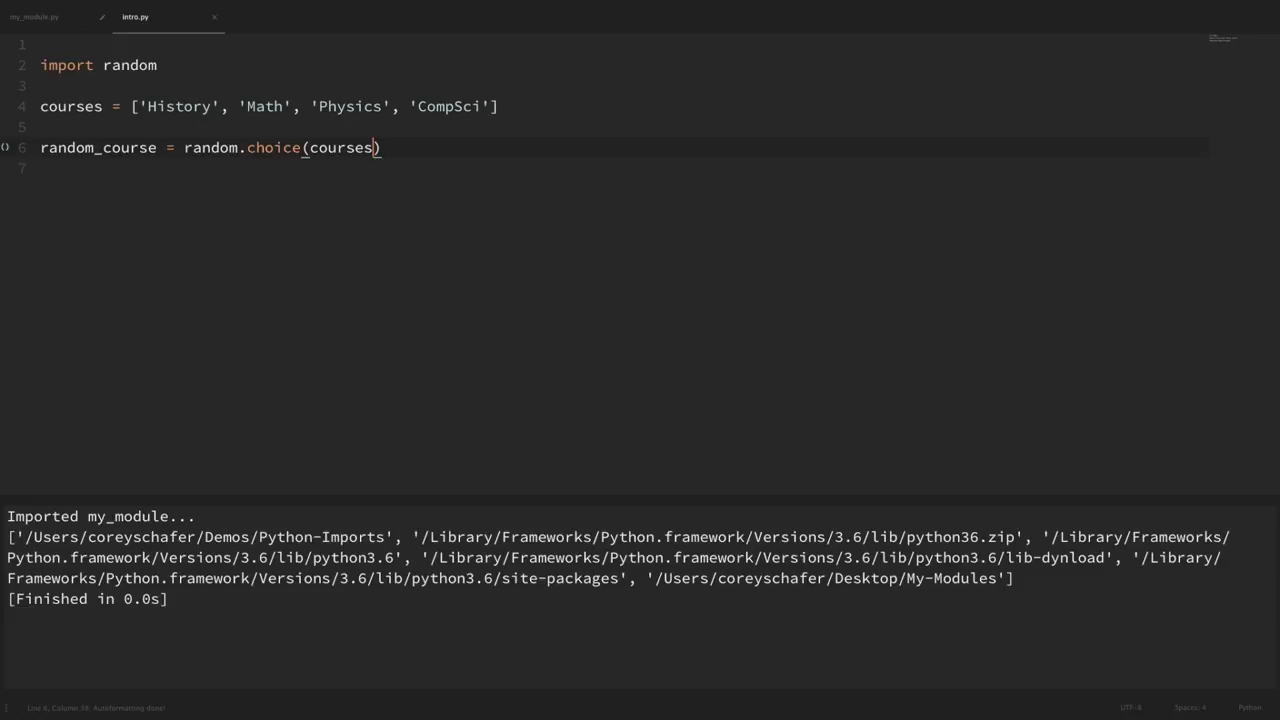 my_module.py intro.py ×
1
2 import random
3
4 courses = ['History', 'Math', 'Physics', 'CompSci']
5
() 6 random_course = random.choice(courses)
7
Imported my_module...
['/Users/coreyschafer/Demos/Python-Imports', '/Library/Frameworks/Python.framework/Versions/3.6/lib/python36.zip', '/Library/Frameworks/
Python.framework/Versions/3.6/lib/python3.6', '/Library/Frameworks/Python.framework/Versions/3.6/lib/python3.6/lib-dynload', '/Library/
Frameworks/Python.framework/Versions/3.6/lib/python3.6/site-packages', '/Users/coreyschafer/Desktop/My-Modules']
[Finished in 0.0s]
Line 6, Column 38; Autoformatting done! UTF-8 Spaces: 4 Python